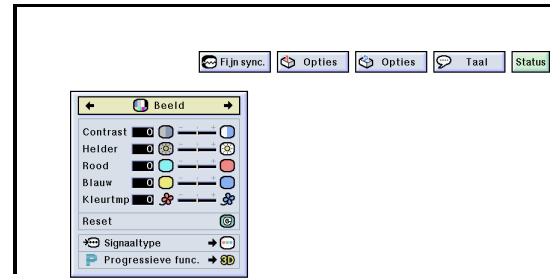 Fijn sync. Opties Opties Taal Status
Beeld
Contrast 0
Helder 0
Rood 0
Blauw 0
Kleurtmp 0
Reset
Signaaltype
P Progressieve func. 3D